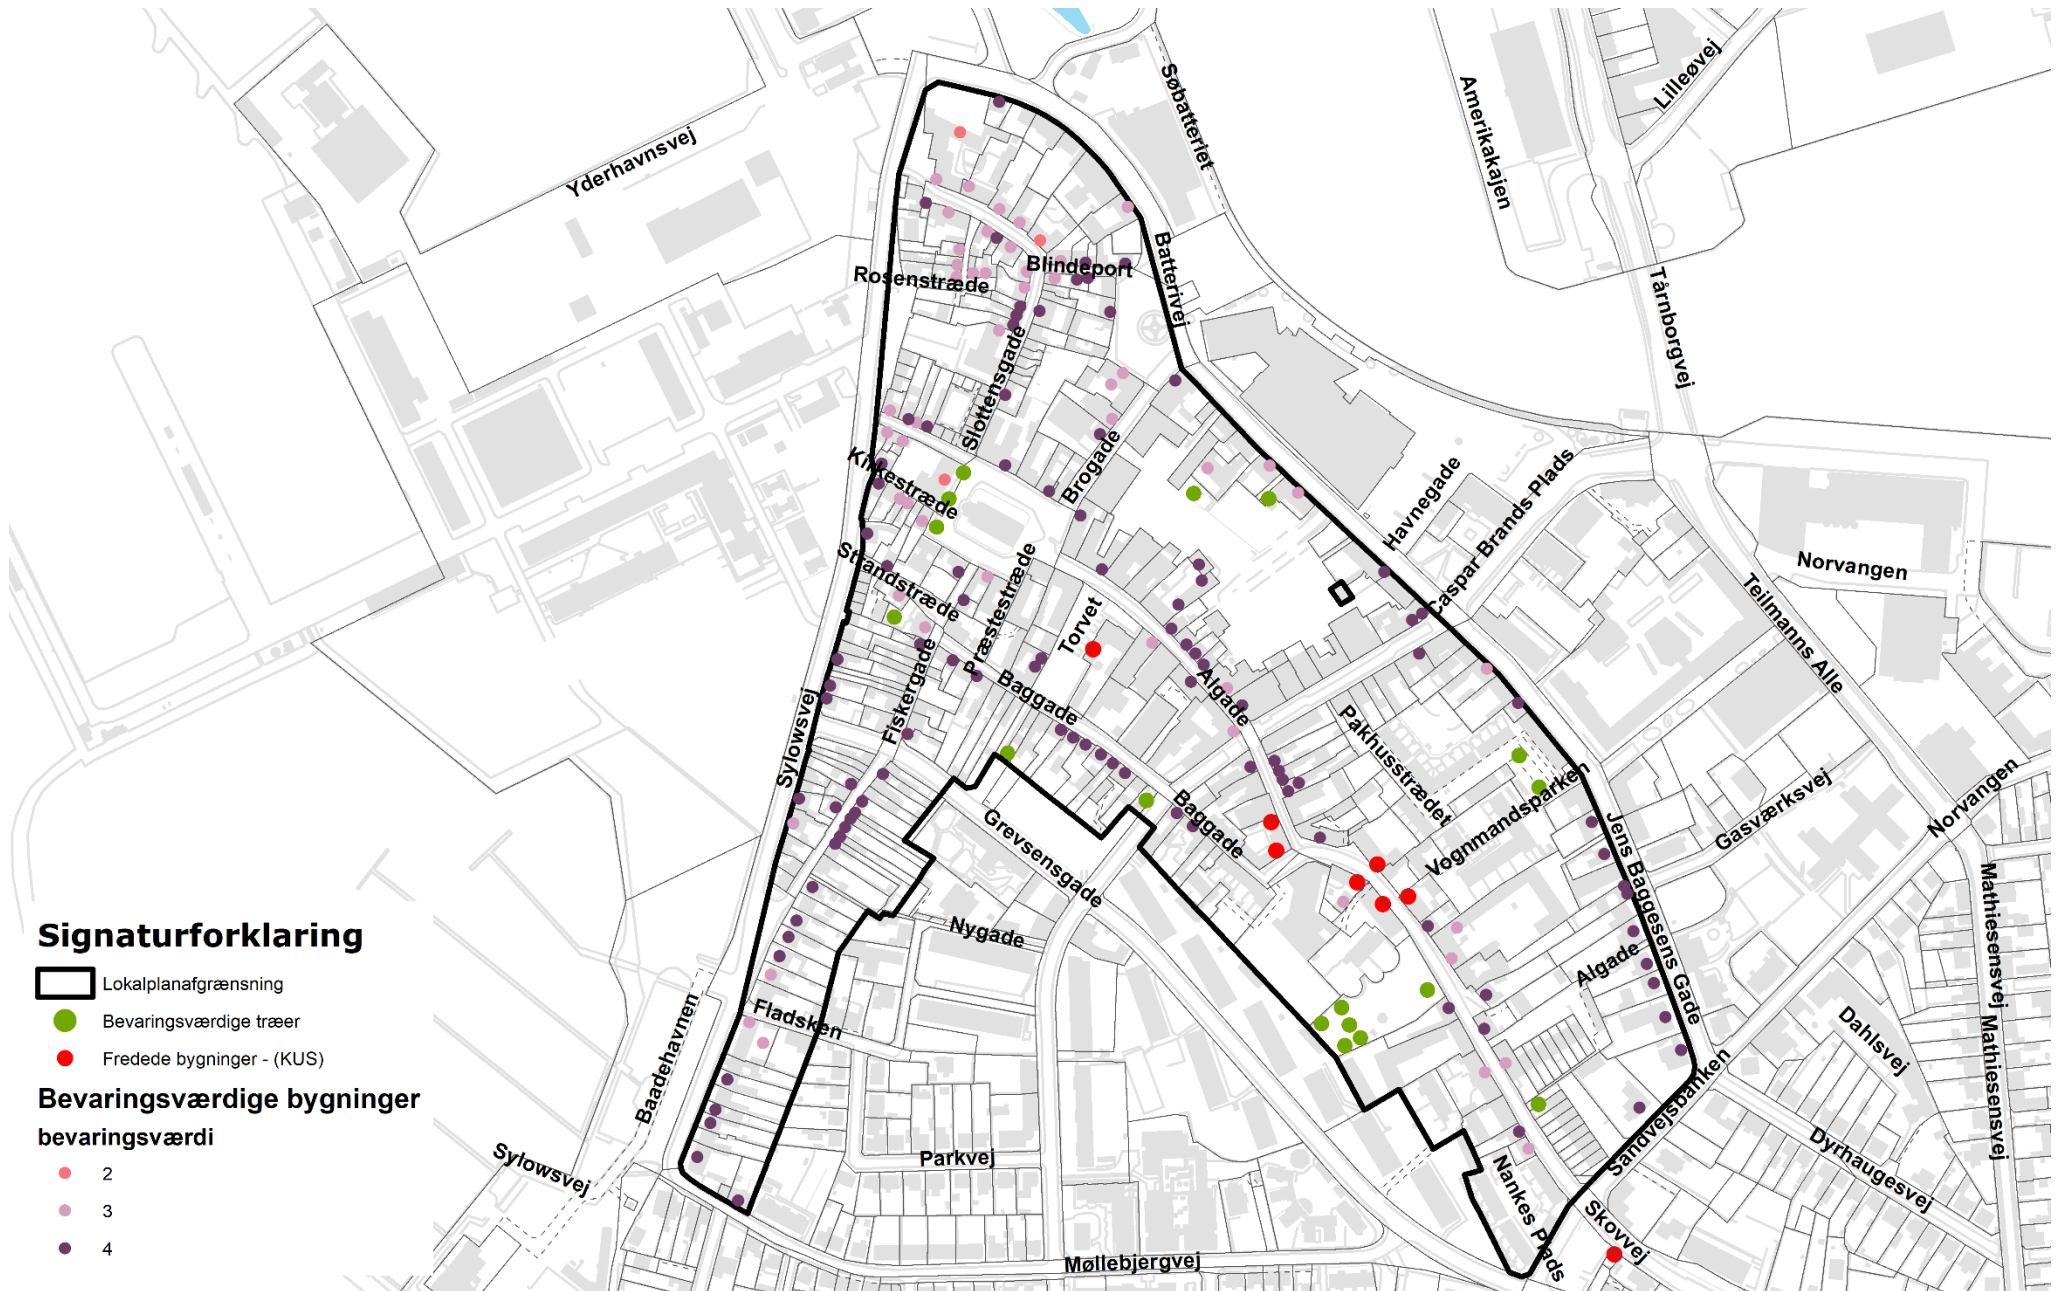 Yderhavnsvej
Søbatteriet
Amerikakajen
Lilleøvej
Rosenstræde
Blindeport
Batterivej
Tårnborgvej
Slottensgade
Kirkestræde
Brogade
Havnegade
Caspar Brands Plads
Norvangen
Strandstræde
Præstestræde
Torvet
Teilmanns Alle
Fiskergade
Baggade
Algade
Sylowsvej
Pakhusstrædet
Vognmandsparken
Gasværksvej
Norvangen
Grevsensgade
Baggade
Jens Baggesens Gade
Mathiesensvej
Nygade
Algade
Fladsken
Baadehavnen
Dahlsvej
Mathiesensvej
Sandvejsbanken
Dyrhaugesvej
Sylowsvej
Parkvej
Nankes Plads
Skovvej
Møllebjergvej
Signaturforklaring
Lokalplanafgrænsning
Bevaringsværdige træer
Fredede bygninger - (KUS)
Bevaringsværdige bygninger
bevaringsværdi
2
3
4